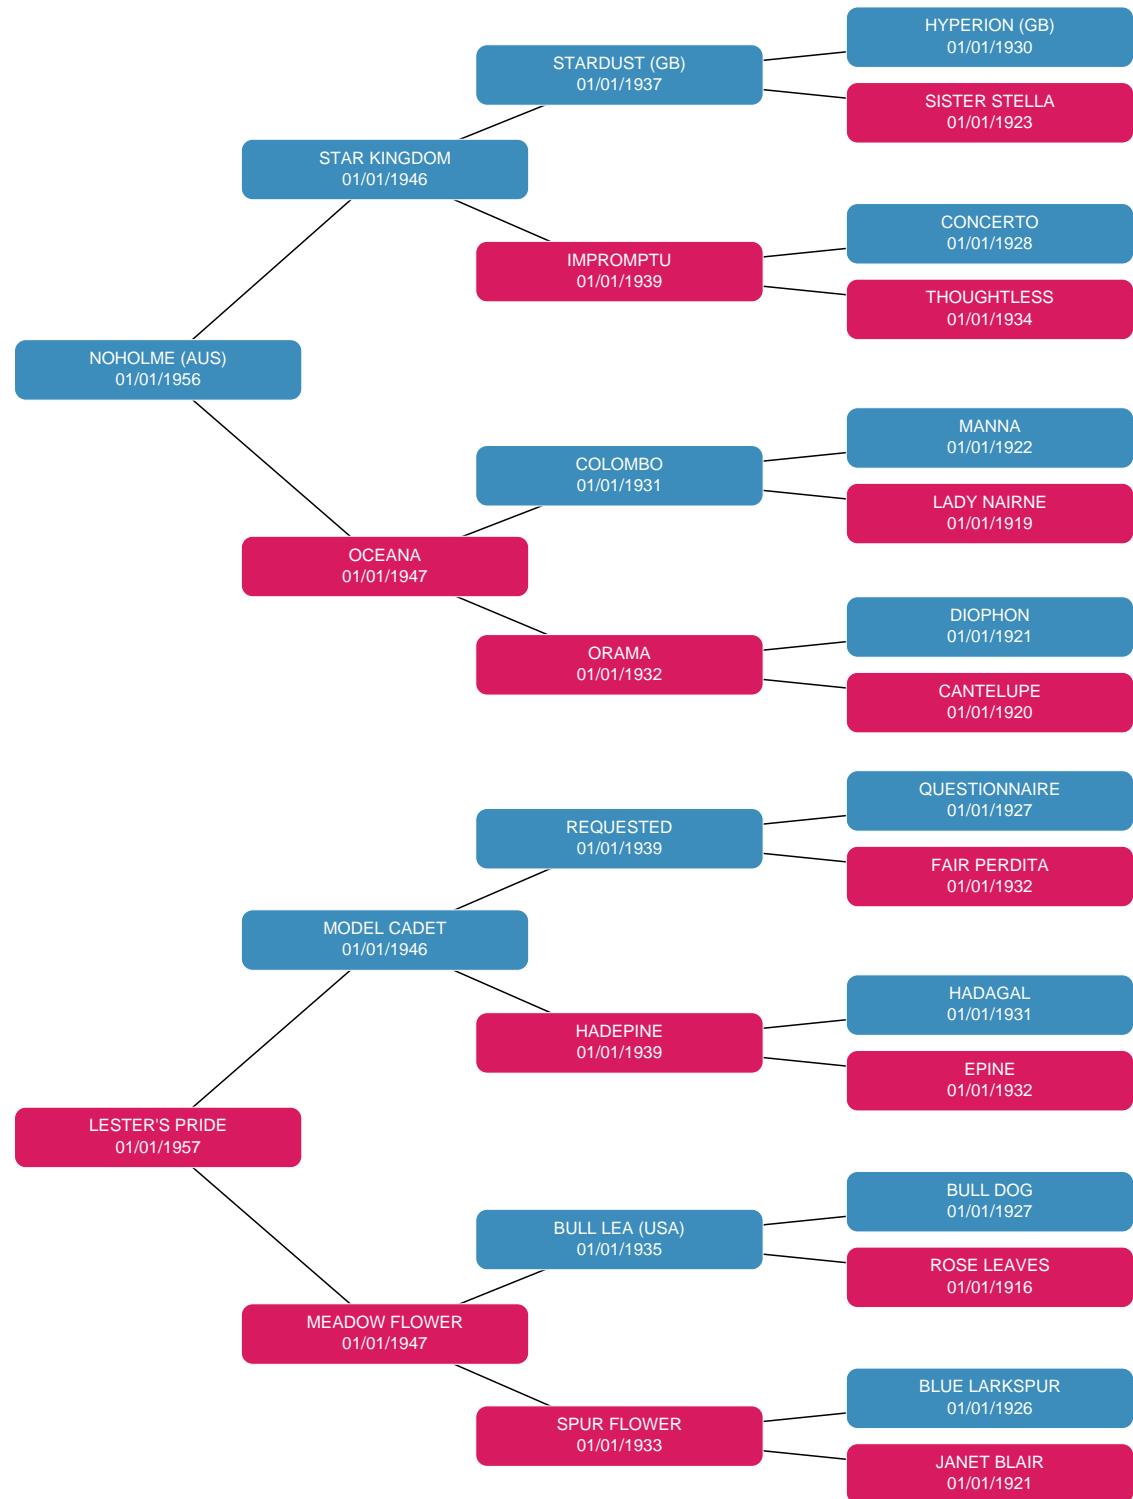 HYPERION (GB)
01/01/1930
STARDUST (GB)
01/01/1937
SISTER STELLA
01/01/1923
STAR KINGDOM
01/01/1946
CONCERTO
01/01/1928
IMPROMPTU
01/01/1939
THOUGHTLESS
01/01/1934
NOHOLME (AUS)
01/01/1956
MANNA
01/01/1922
COLOMBO
01/01/1931
LADY NAIRNE
01/01/1919
OCEANA
01/01/1947
DIOPHON
01/01/1921
ORAMA
01/01/1932
CANTELUPE
01/01/1920
QUESTIONNAIRE
01/01/1927
REQUESTED
01/01/1939
FAIR PERDITA
01/01/1932
MODEL CADET
01/01/1946
HADAGAL
01/01/1931
HADEPINE
01/01/1939
EPINE
01/01/1932
LESTER'S PRIDE
01/01/1957
BULL DOG
01/01/1927
BULL LEA (USA)
01/01/1935
ROSE LEAVES
01/01/1916
MEADOW FLOWER
01/01/1947
BLUE LARKSPUR
01/01/1926
SPUR FLOWER
01/01/1933
JANET BLAIR
01/01/1921